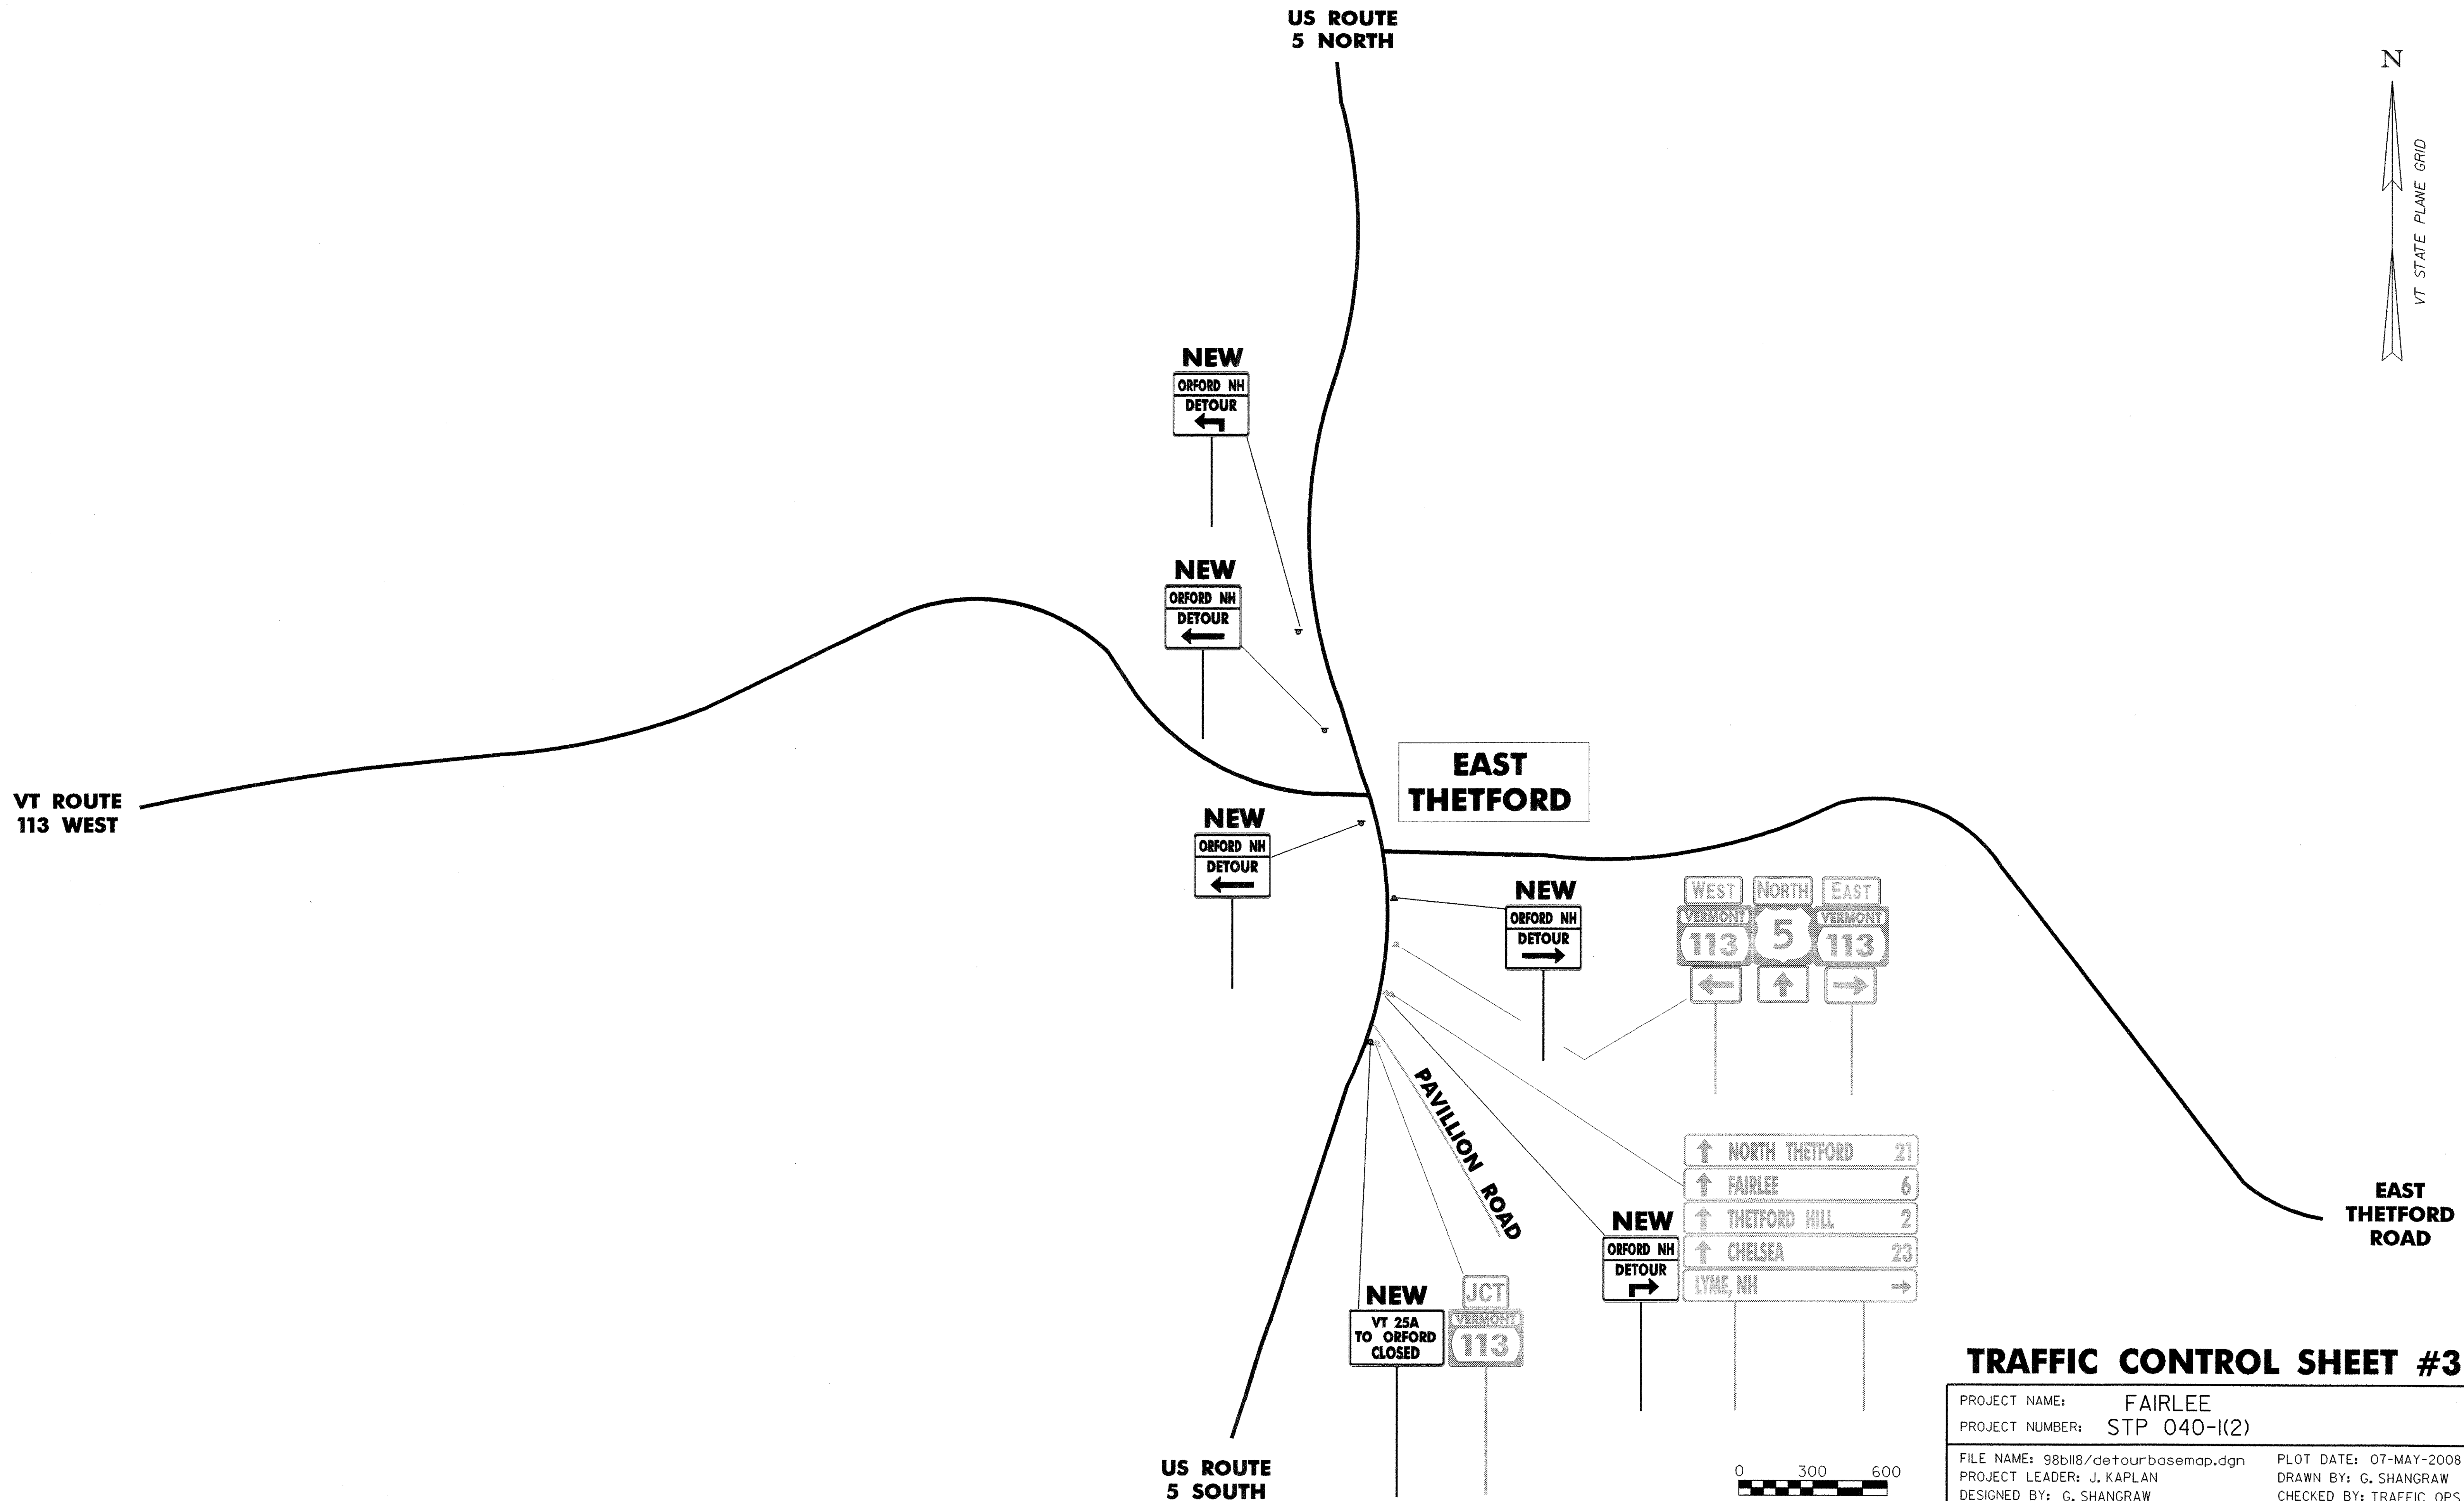 US ROUTE
5 NORTH
N
VT STATE PLANE GRID
NEW
ORFORD NH
DETOUR
NEW
ORFORD NH
DETOUR
EAST
THETFORD
VT ROUTE
113 WEST
NEW
ORFORD NH
DETOUR
NEW
ORFORD NH
DETOUR
WEST NORTH EAST
VERMONT VERMONT
113 5 113
PAVILLION ROAD
NORTH THETFORD 21
FAIRLEE 6
THETFORD HILL 2
CHELSEA 23
LYME, NH
NEW
ORFORD NH
DETOUR
EAST
THETFORD
ROAD
NEW
VT 25A
TO ORFORD
CLOSED
JCT
VERMONT
113
US ROUTE
5 SOUTH
0 300 600
TRAFFIC CONTROL SHEET #3
PROJECT NAME: FAIRLEE
PROJECT NUMBER: STP 040-1(2)
FILE NAME: 98b118/detourbasemap.dgn PLOT DATE: 07-MAY-2008
PROJECT LEADER: J. KAPLAN DRAWN BY: G. SHANGRAW
DESIGNED BY: G. SHANGRAW CHECKED BY: TRAFFIC OPS